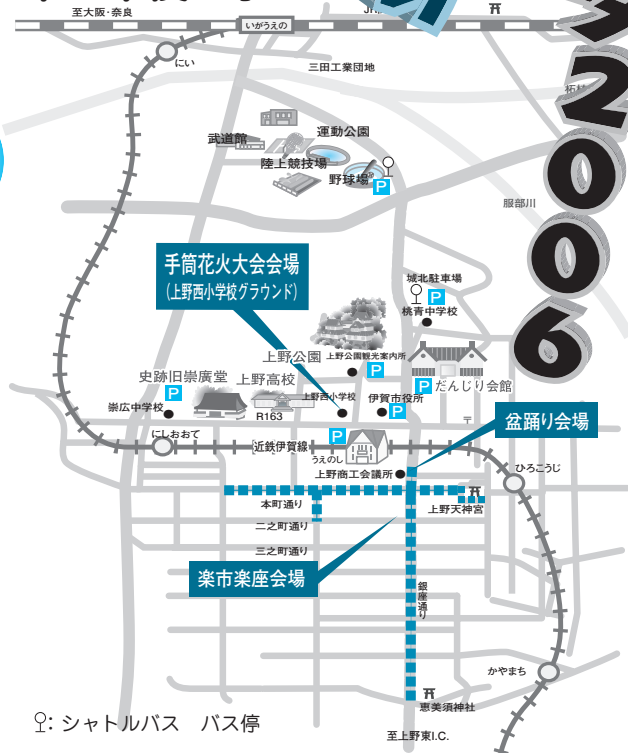 至大阪・奈良
いがうえの
にい
三田工業団地
2006
武道館
運動公園
陸上競技場
野球場
P
服部川
手筒花火大会会場
(上野西小学校グラウンド)
城北駐車場
P
桃青中学校
上野公園
上野公園観光案内所
P
P だんじり会館
史跡旧崇廣堂
P
上野高校
上野西小学校
伊賀市役所
P
崇広中学校
R163
〒
盆踊り会場
にしおおて
近鉄伊賀線
P
うえのし
上野商工会議所
ひろこうじ
本町通り
上野天神宮
二之町通り
三之町通り
楽市楽座会場
銀座通り
かやまち
恵美須神社
:シャトルバス バス停
至上野東I.C.